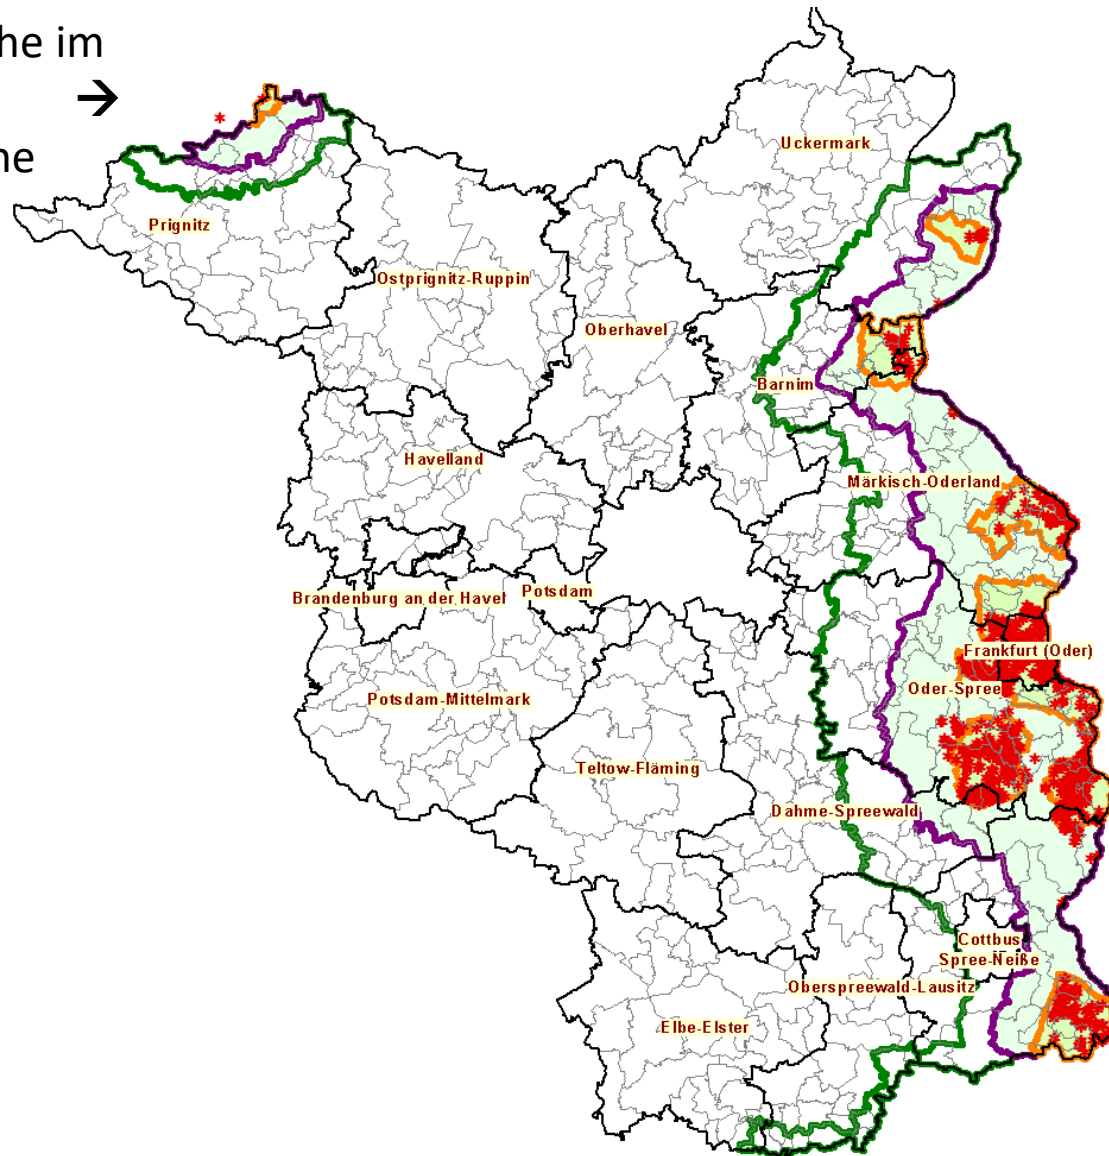 he im
→
ne
Uckermark
Prignitz
Ostprignitz-Ruppin
Oberhavel
Barnim
Havelland
Märkisch-Oderland
Brandenburg an der Havel
Potsdam
Frankfurt (Oder)
Oder-Spree
Potsdam-Mittelmark
Teltow-Fläming
Dahme-Spreewald
Cottbus
Spree-Neiße
Oberspreewald-Lausitz
Elbe-Elster